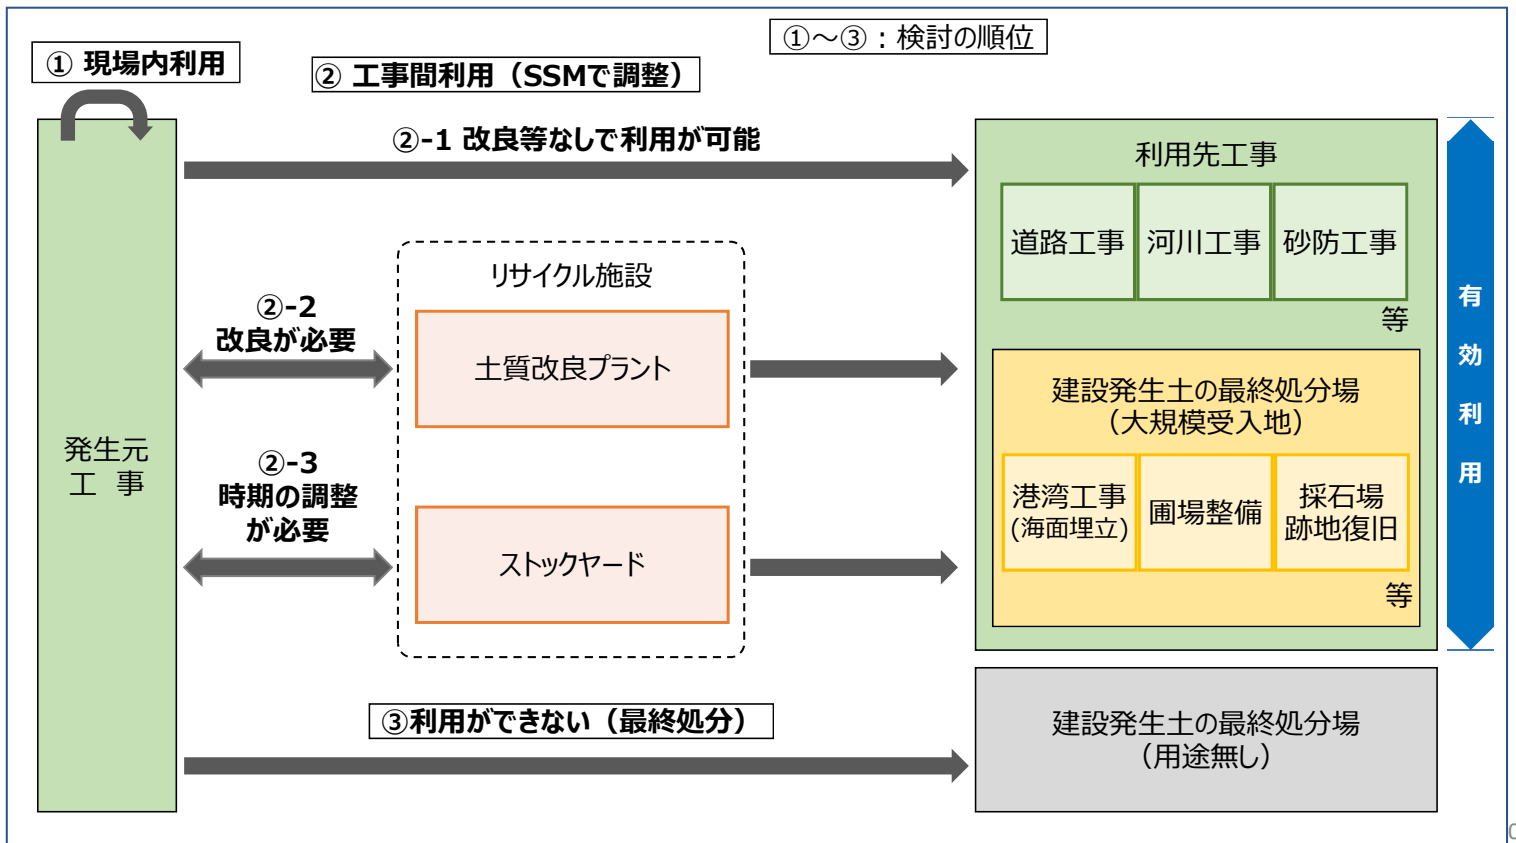 ①～③：検討の順位
① 現場内利用
② 工事間利用（SSMで調整）
②-1 改良等なしで利用が可能
利用先工事
道路工事
河川工事
砂防工事
等
リサイクル施設
②-2
改良が必要
土質改良プラント
建設発生土の最終処分場
（大規模受入地）
発生元
工 事
②-3
時期の調整
が必要
ストックヤード
港湾工事
(海面埋立)
圃場整備
採石場
跡地復旧
等
有
効
利
用
③利用ができない（最終処分）
建設発生土の最終処分場
（用途無し）